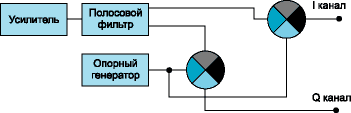 Усилитель
Полосовой
фильтр
I канал
Опорный
генератор
Q канал